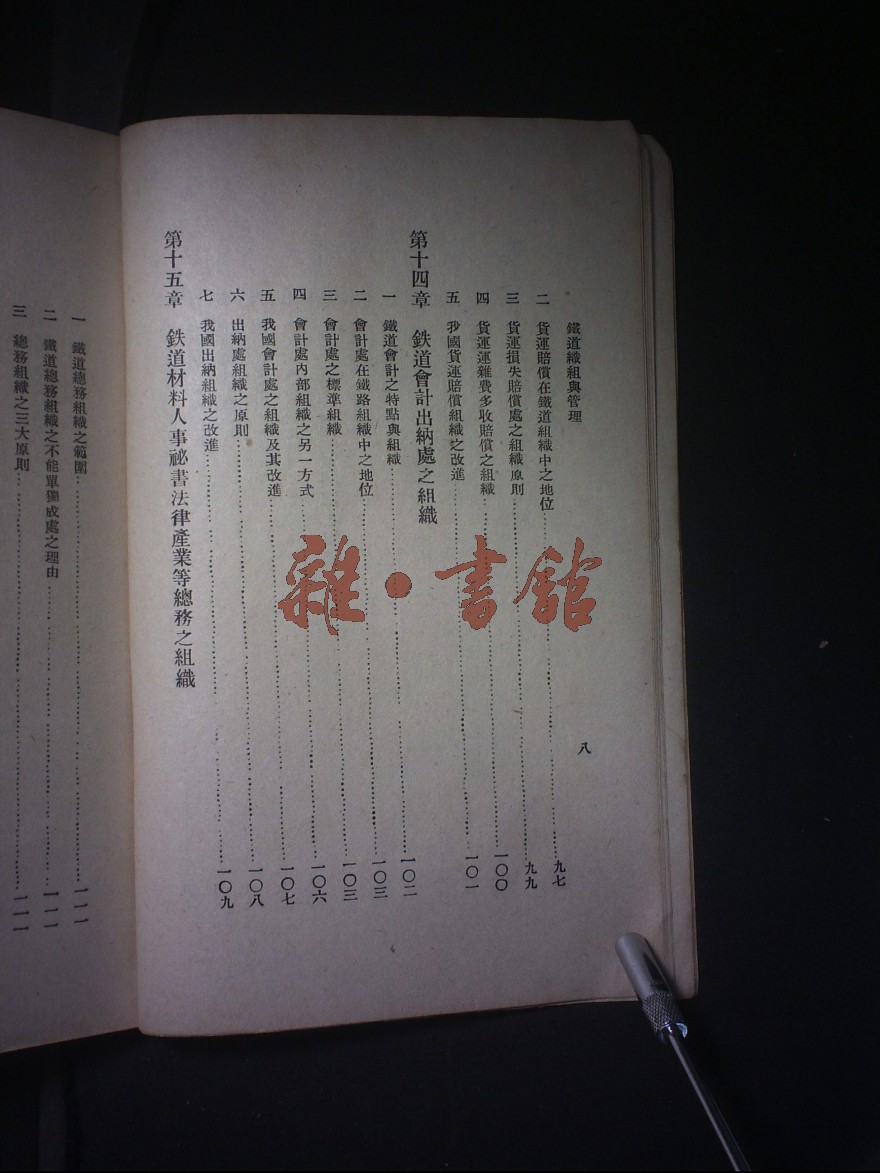 鐵道織組與管理
八
二　貨運賠償在鐵道組織中之地位……九七
三　貨運損失賠償處之組織原則……九九
四　貨運運雜費多收賠償之組織……一〇〇
五　我國貨運賠償組織之改進……一〇一
第十四章　鉄道會計出納處之組織
一　鐵道會計之特點與組織……一〇二
二　會計處在鐵路組織中之地位……一〇三
三　會計處之標準組織……一〇三
四　會計處內部組織之另一方式……一〇六
五　我國會計處之組織及其改進……一〇七
六　出納處組織之原則……一〇八
七　我國出納組織之改進……一〇九
第十五章　鉄道材料人事祕書法律產業等總務之組織
一　鐵道總務組織之範圍……一一一
二　鐵道總務組織之不能單獨成處之理由……一一一
三　總務組織之三大原則……一一一
雜·書館